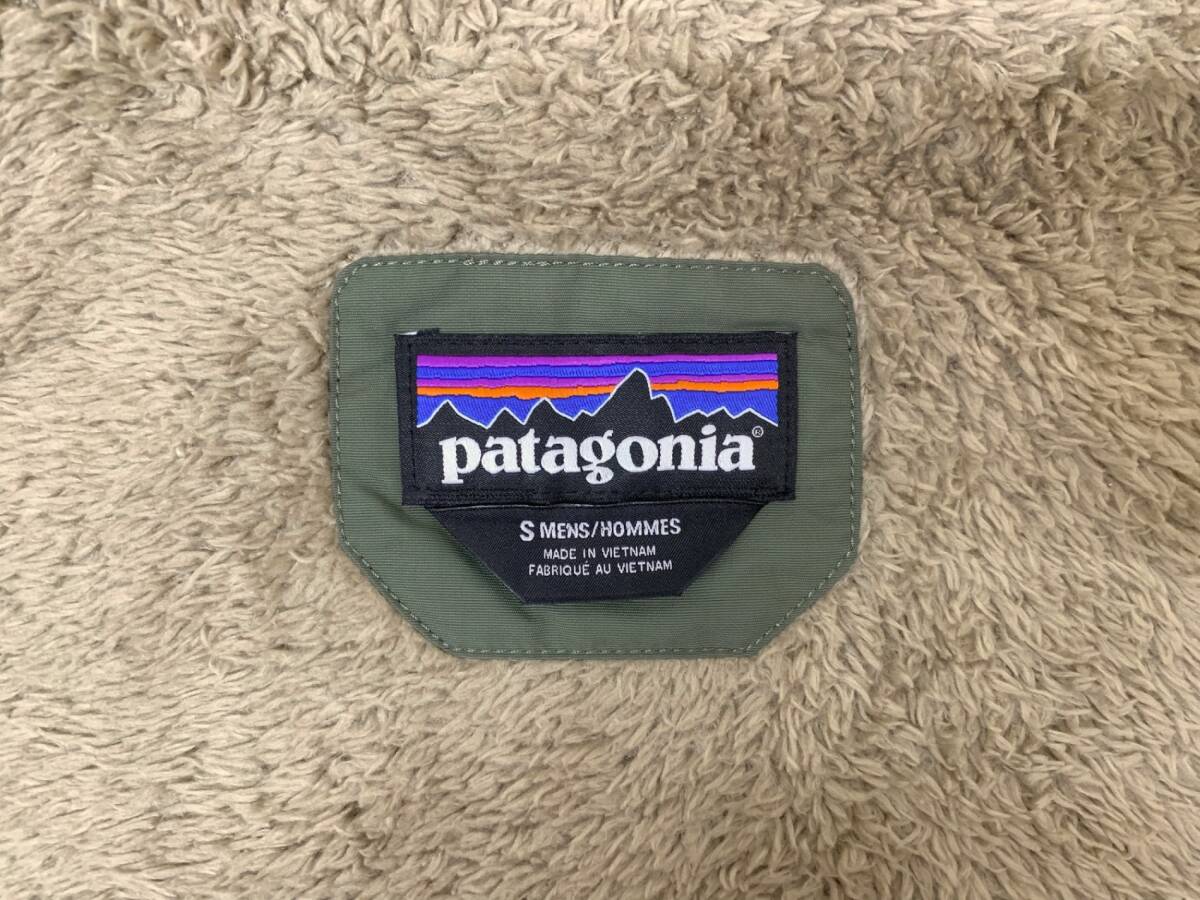 patagonia®
S MENS/HOMMES
MADE IN VIETNAM
FABRIQUÉ AU VIETNAM